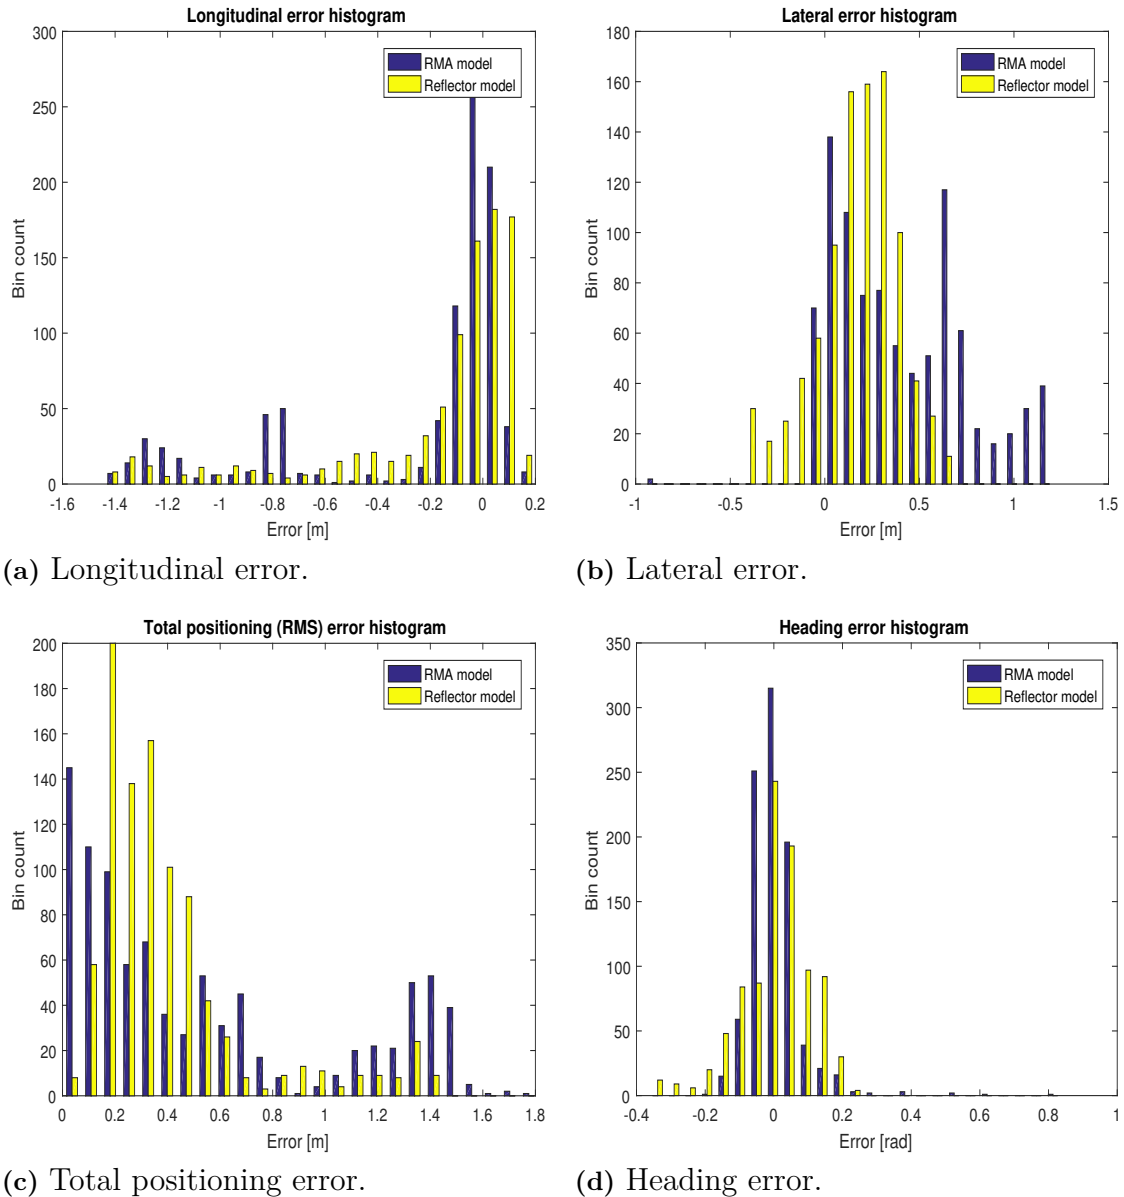 Longitudinal error histogram
300
250
200
150
100
50
0
Bin count
-1.6 -1.4 -1.2 -1 -0.8 -0.6 -0.4 -0.2 0 0.2
Error [m]
RMA model
Reflector model
(a) Longitudinal error.
Lateral error histogram
180
160
140
120
100
80
60
40
20
0
Bin count
-1 -0.5 0 0.5 1 1.5
Error [m]
RMA model
Reflector model
(b) Lateral error.
Total positioning (RMS) error histogram
200
180
160
140
120
100
80
60
40
20
0
Bin count
0 0.2 0.4 0.6 0.8 1 1.2 1.4 1.6 1.8
Error [m]
RMA model
Reflector model
(c) Total positioning error.
Heading error histogram
350
300
250
200
150
100
50
0
Bin count
-0.4 -0.2 0 0.2 0.4 0.6 0.8 1
Error [rad]
RMA model
Reflector model
(d) Heading error.